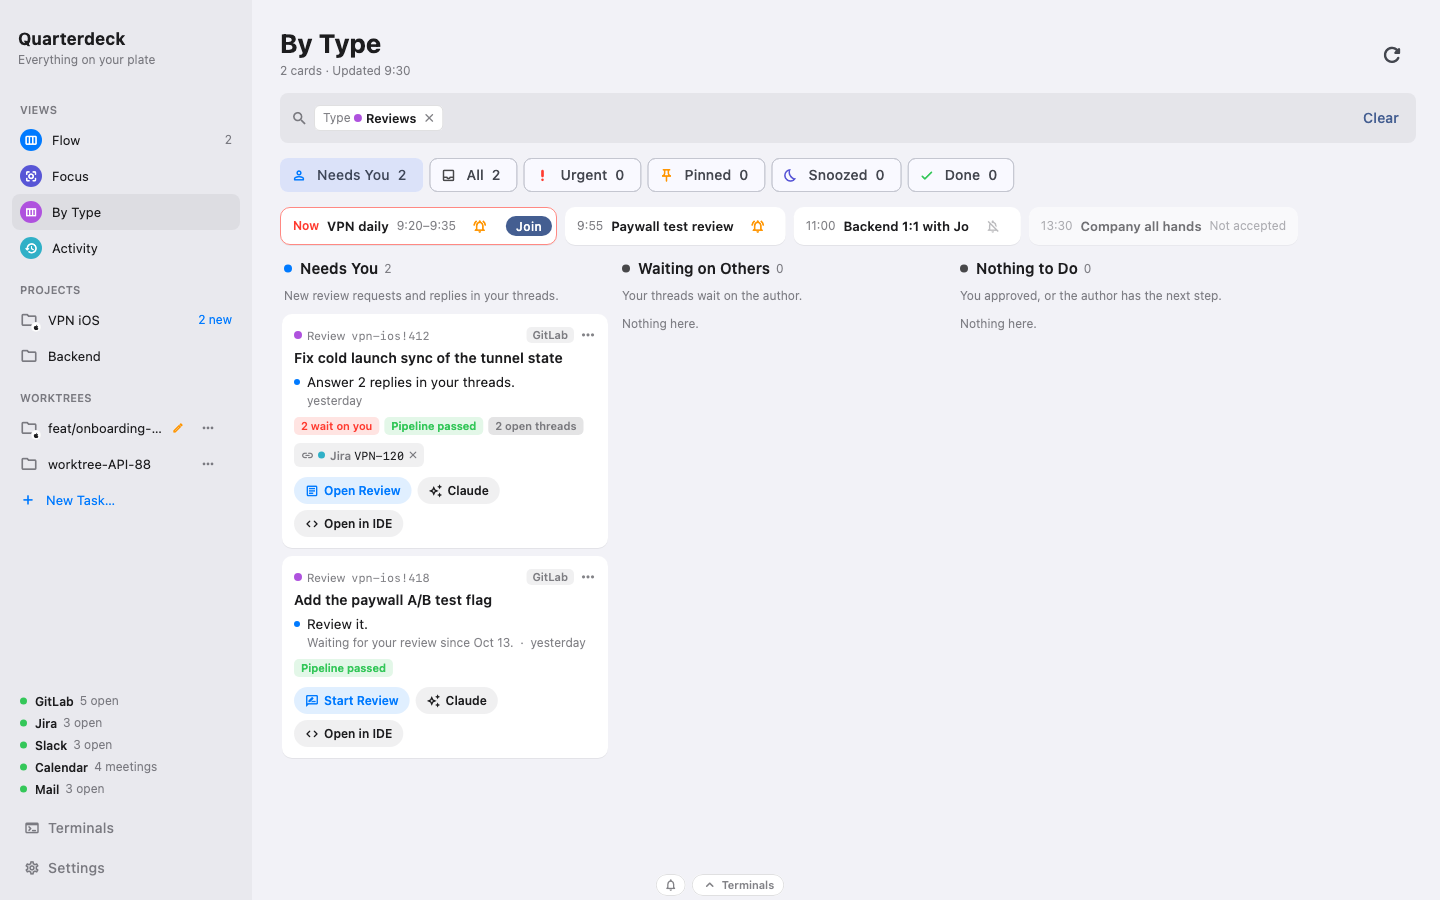 Quarterdeck
Everything on your plate
VIEWS
Flow 2
Focus
By Type
Activity
PROJECTS
VPN iOS 2 new
Backend
WORKTREES
feat/onboarding-...
worktree-API-88
New Task...
GitLab 5 open
Jira 3 open
Slack 3 open
Calendar 4 meetings
Mail 3 open
Terminals
Settings
By Type
2 cards · Updated 9:30
Type Reviews
Clear
Needs You 2
All 2
Urgent 0
Pinned 0
Snoozed 0
Done 0
Now VPN daily 9:20–9:35 Join
9:55 Paywall test review
11:00 Backend 1:1 with Jo
13:30 Company all hands Not accepted
Needs You 2
New review requests and replies in your threads.
Review vpn-ios!412 GitLab
Fix cold launch sync of the tunnel state
Answer 2 replies in your threads.
yesterday
2 wait on you Pipeline passed 2 open threads
Jira VPN-120
Open Review Claude
Open in IDE
Review vpn-ios!418 GitLab
Add the paywall A/B test flag
Review it.
Waiting for your review since Oct 13. · yesterday
Pipeline passed
Start Review Claude
Open in IDE
Waiting on Others 0
Your threads wait on the author.
Nothing here.
Nothing to Do 0
You approved, or the author has the next step.
Nothing here.
Terminals